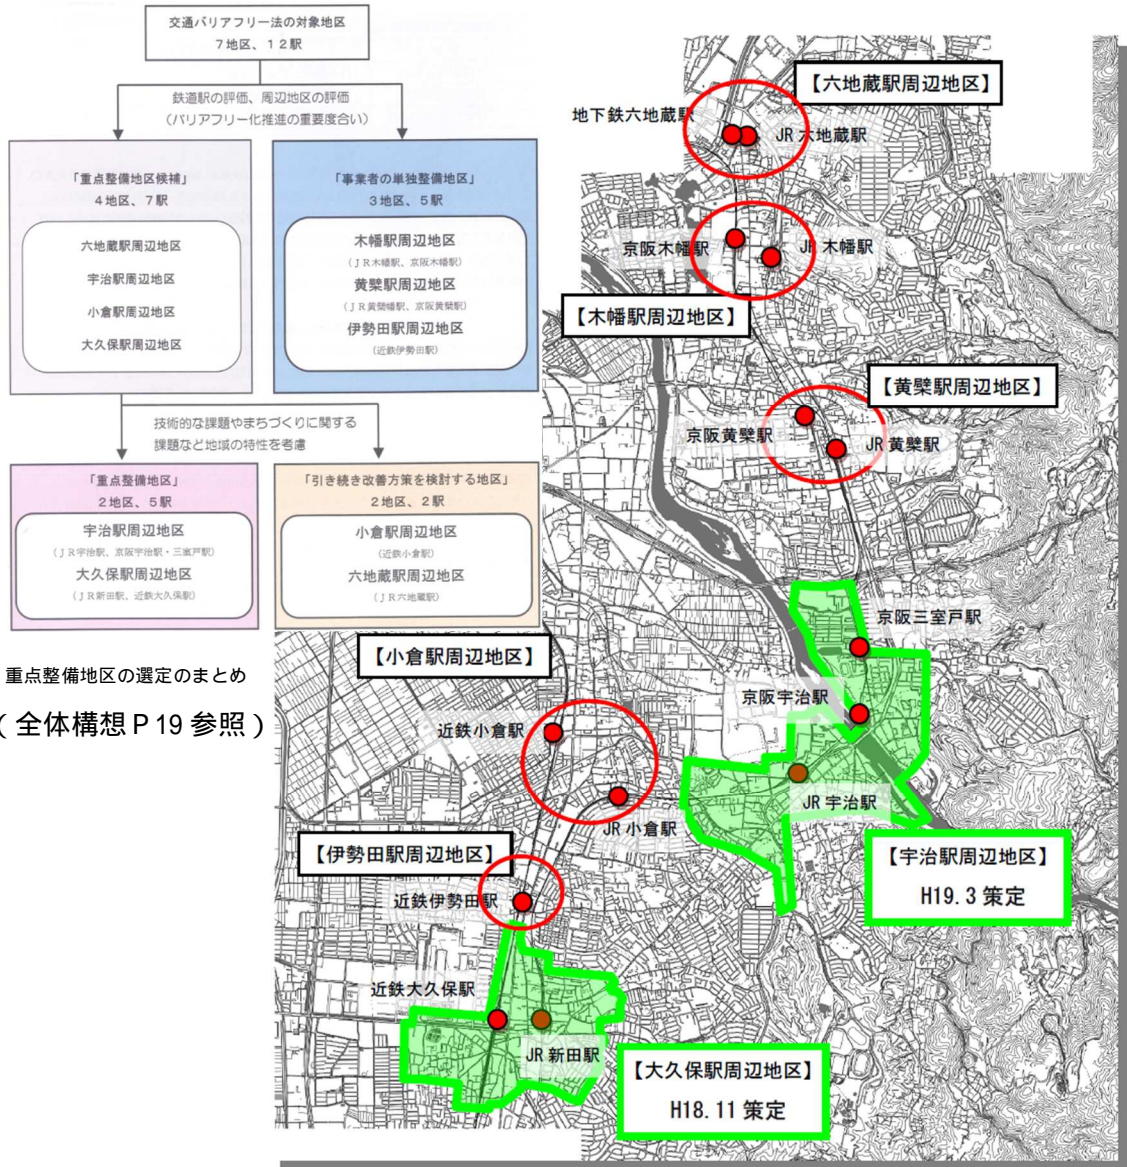 交通バリアフリー法の対象地区
7地区、12駅
鉄道駅の評価、周辺地区の評価
(バリアフリー化推進の重要度合い)
「重点整備地区候補」
4地区、7駅
六地蔵駅周辺地区
宇治駅周辺地区
小倉駅周辺地区
大久保駅周辺地区
「事業者の単独整備地区」
3地区、5駅
木幡駅周辺地区
(JR木幡駅、京阪木幡駅)
黄檗駅周辺地区
(JR黄檗幡駅、京阪黄檗駅)
伊勢田駅周辺地区
(近鉄伊勢田駅)
技術的な課題やまちづくりに関する
課題など地域の特性を考慮
「重点整備地区」
2地区、5駅
宇治駅周辺地区
(JR宇治駅、京阪宇治駅・三室戸駅)
大久保駅周辺地区
(JR新田駅、近鉄大久保駅)
「引き続き改善方策を検討する地区」
2地区、2駅
小倉駅周辺地区
(近鉄小倉駅)
六地蔵駅周辺地区
(JR六地蔵駅)
重点整備地区の選定のまとめ
(全体構想P19参照)
【六地蔵駅周辺地区】
地下鉄六地蔵駅
JR 六地蔵駅
京阪木幡駅
JR 木幡駅
【木幡駅周辺地区】
【黄檗駅周辺地区】
京阪黄檗駅
JR 黄檗駅
京阪三室戸駅
【小倉駅周辺地区】
京阪宇治駅
近鉄小倉駅
JR 宇治駅
JR 小倉駅
【伊勢田駅周辺地区】
【宇治駅周辺地区】
H19.3 策定
近鉄伊勢田駅
近鉄大久保駅
JR 新田駅
【大久保駅周辺地区】
H18.11 策定